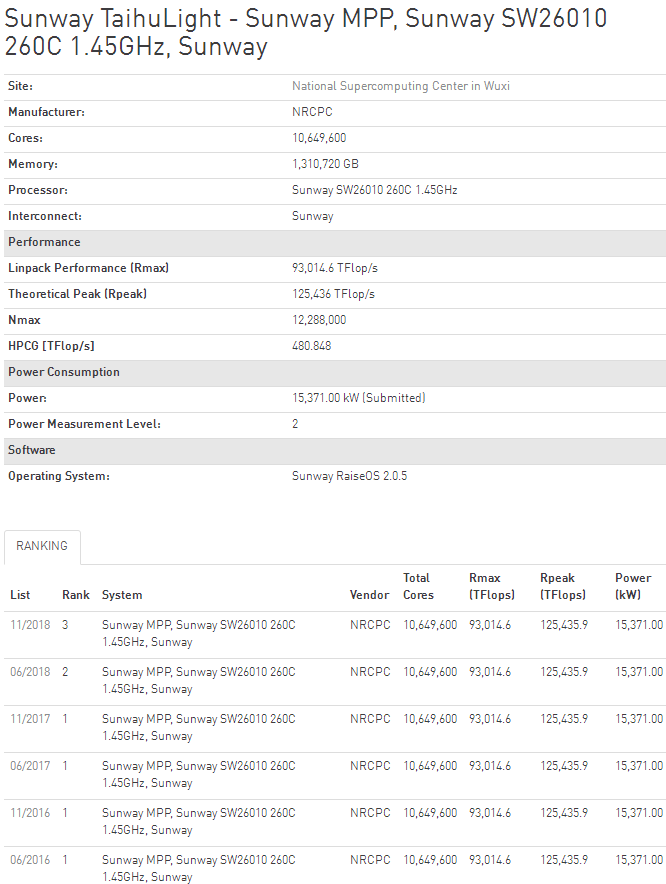 Sunway TaihuLight - Sunway MPP, Sunway SW26010
260C 1.45GHz, Sunway
Site: National Supercomputing Center in Wuxi
Manufacturer: NRCPC
Cores: 10,649,600
Memory: 1,310,720 GB
Processor: Sunway SW26010 260C 1.45GHz
Interconnect: Sunway
Performance
Linpack Performance (Rmax) 93,014.6 TFlop/s
Theoretical Peak (Rpeak) 125,436 TFlop/s
Nmax 12,288,000
HPCG [TFlop/s] 480.848
Power Consumption
Power: 15,371.00 kW (Submitted)
Power Measurement Level: 2
Software
Operating System: Sunway RaiseOS 2.0.5
RANKING
Total Rmax Rpeak Power
List Rank System Vendor Cores (TFlops) (TFlops) (kW)
11/2018 3 Sunway MPP, Sunway SW26010 260C NRCPC 10,649,600 93,014.6 125,435.9 15,371.00
1.45GHz, Sunway
06/2018 2 Sunway MPP, Sunway SW26010 260C NRCPC 10,649,600 93,014.6 125,435.9 15,371.00
1.45GHz, Sunway
11/2017 1 Sunway MPP, Sunway SW26010 260C NRCPC 10,649,600 93,014.6 125,435.9 15,371.00
1.45GHz, Sunway
06/2017 1 Sunway MPP, Sunway SW26010 260C NRCPC 10,649,600 93,014.6 125,435.9 15,371.00
1.45GHz, Sunway
11/2016 1 Sunway MPP, Sunway SW26010 260C NRCPC 10,649,600 93,014.6 125,435.9 15,371.00
1.45GHz, Sunway
06/2016 1 Sunway MPP, Sunway SW26010 260C NRCPC 10,649,600 93,014.6 125,435.9 15,371.00
1.45GHz, Sunway